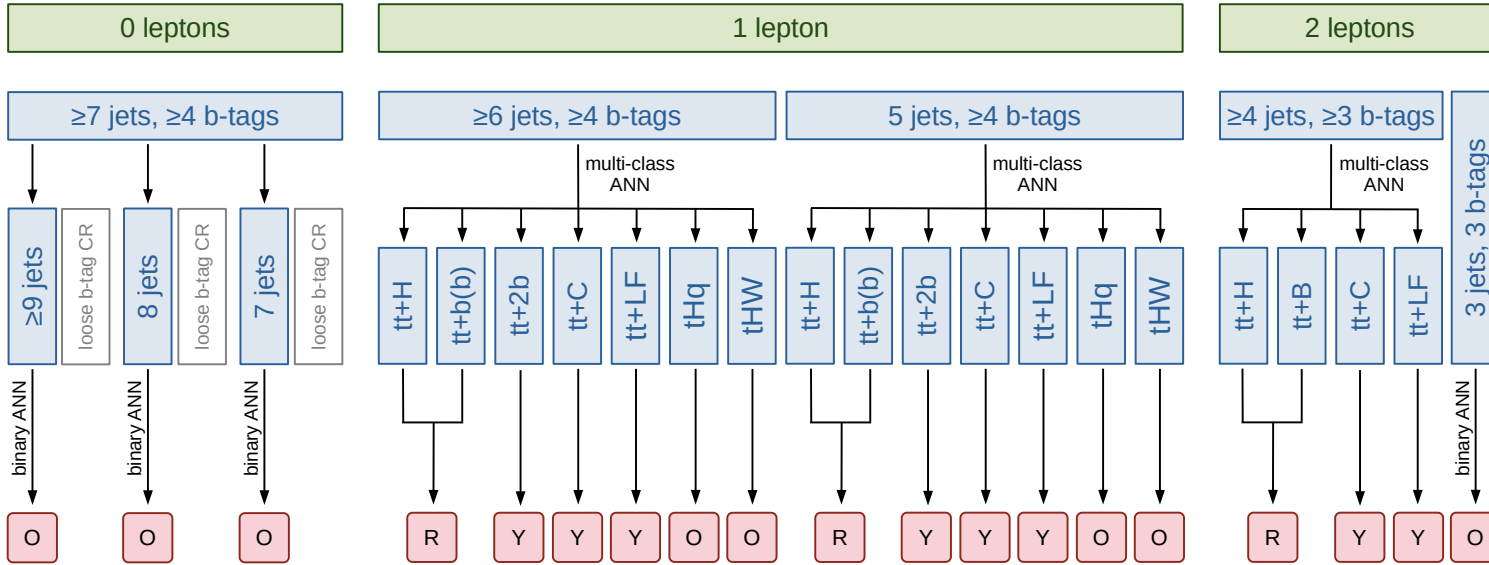 0 leptons
1 lepton
2 leptons
≥7 jets, ≥4 b-tags
≥6 jets, ≥4 b-tags
5 jets, ≥4 b-tags
≥4 jets, ≥3 b-tags
3 jets, 3 b-tags
multi-class
ANN
multi-class
ANN
multi-class
ANN
≥9 jets
loose b-tag CR
8 jets
loose b-tag CR
7 jets
loose b-tag CR
tt+H
tt+b(b)
tt+2b
tt+C
tt+LF
tHq
tHW
tt+H
tt+b(b)
tt+2b
tt+C
tt+LF
tHq
tHW
tt+H
tt+B
tt+C
tt+LF
binary ANN
binary ANN
binary ANN
binary ANN
O
O
O
R
Y
Y
Y
O
O
R
Y
Y
Y
O
O
R
Y
Y
O